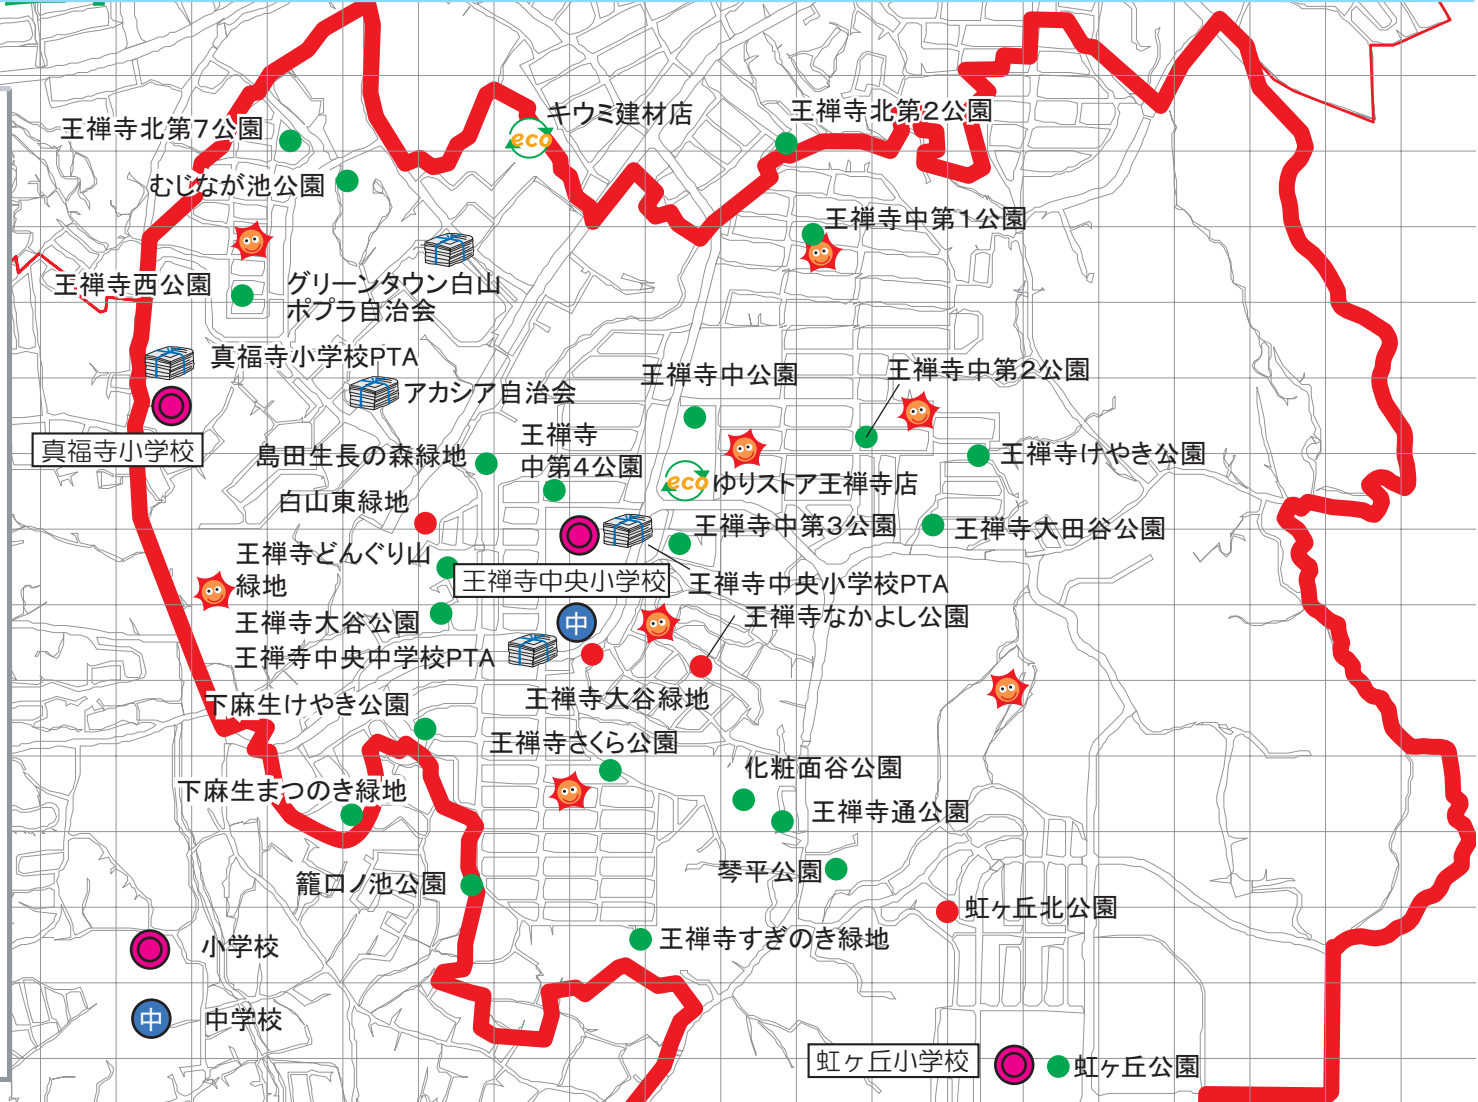 キウミ建材店
eco
王禅寺北第2公園
王禅寺北第7公園
むじなが池公園
王禅寺中第1公園
王禅寺西公園
グリーンタウン白山
ポプラ自治会
真福寺小学校PTA
アカシア自治会
王禅寺中公園
王禅寺中第2公園
真福寺小学校
島田生長の森緑地
王禅寺
中第4公園
王禅寺けやき公園
eco
ゆりストア王禅寺店
白山東緑地
王禅寺中第3公園
王禅寺大田谷公園
王禅寺どんぐり山
緑地
王禅寺中央小学校
王禅寺中央小学校PTA
王禅寺大谷公園
中
王禅寺なかよし公園
王禅寺中央中学校PTA
王禅寺大谷緑地
下麻生けやき公園
王禅寺さくら公園
化粧面谷公園
下麻生まつのき緑地
王禅寺通公園
琴平公園
籠口ノ池公園
虹ヶ丘北公園
王禅寺すぎのき緑地
小学校
中
中学校
虹ヶ丘小学校
虹ヶ丘公園